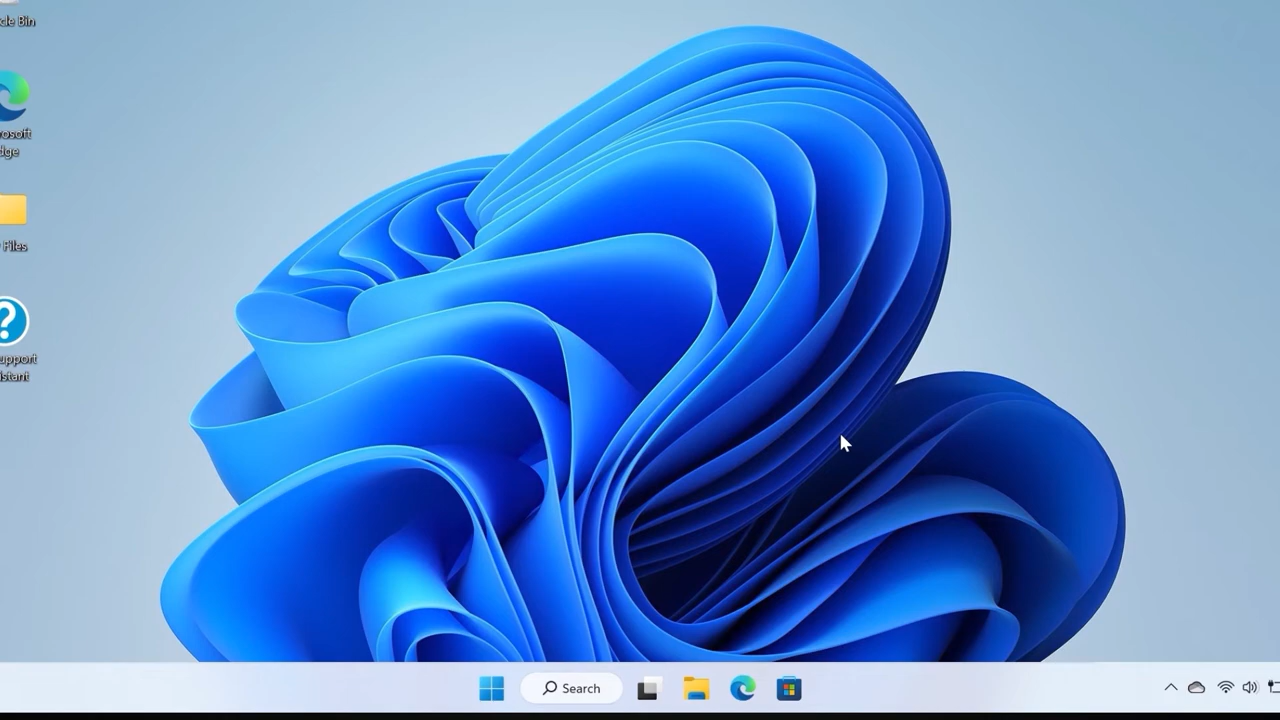 cle Bin
rosoft
dge
Files
upport
istant
Search